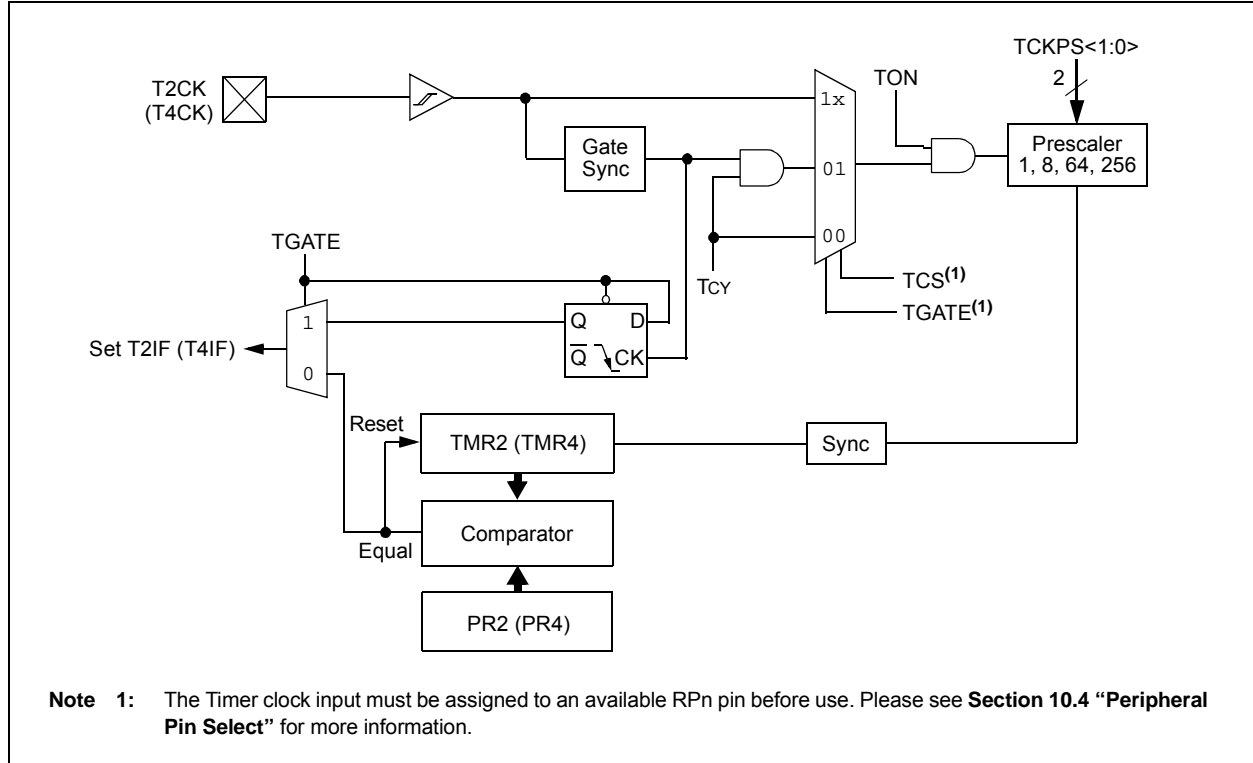 TCKPS<1:0>
2
TON
T2CK
(T4CK)
1x
Gate
Sync
Prescaler
1, 8, 64, 256
01
00
TGATE
TCY
TCS(1)
TGATE(1)
1
Q
D
Set T2IF (T4IF)
Q
CK
0
Reset
TMR2 (TMR4)
Sync
Comparator
Equal
PR2 (PR4)
Note 1: The Timer clock input must be assigned to an available RPn pin before use. Please see Section 10.4 “Peripheral
Pin Select” for more information.